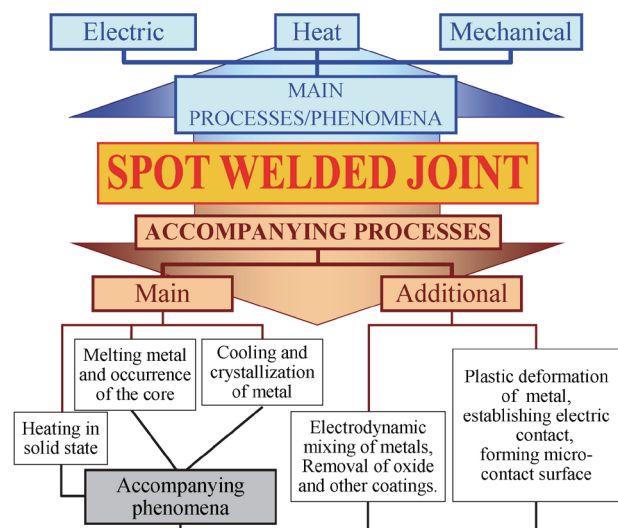 Electric
Heat
Mechanical
MAIN
PROCESSES/PHENOMENA
SPOT WELDED JOINT
ACCOMPANYING PROCESSES
Main
Additional
Heating in
solid state
Melting metal
and occurrence
of the core
Cooling and
crystallization
of metal
Electrodynamic
mixing of metals,
Removal of oxide
and other coatings.
Plastic deformation
of metal,
establishing electric
contact,
forming micro-
contact surface
Accompanying
phenomena